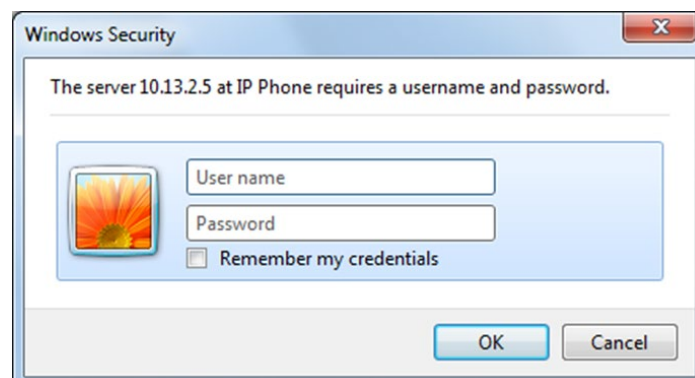 Windows Security
The server 10.13.2.5 at IP Phone requires a username and password.
User name
Password
Remember my credentials
OK
Cancel